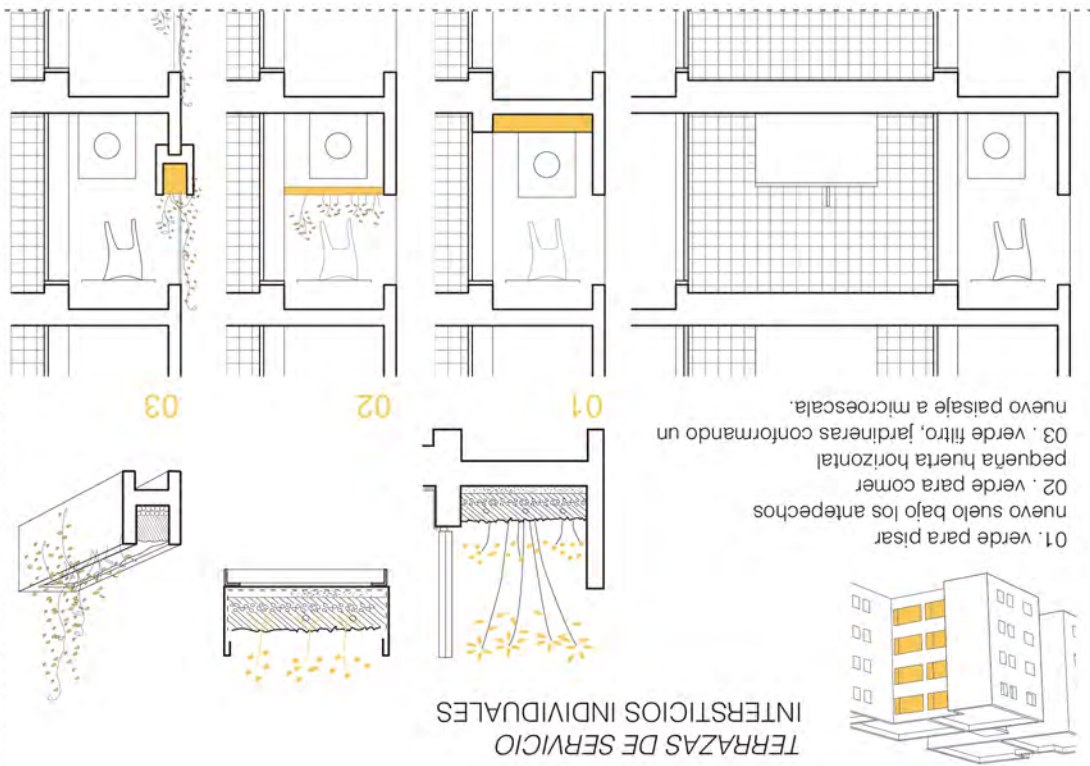 TERRAZAS DE SERVICIO
INTERSTICIOS INDIVIDUALES
01. verde para pisar
nuevo suelo bajo los antepechos
02 . verde para comer
pequeña huerta horizontal
03 . verde filtro, jardineras conformando un
nuevo paisaje a microescala.
01
02
03